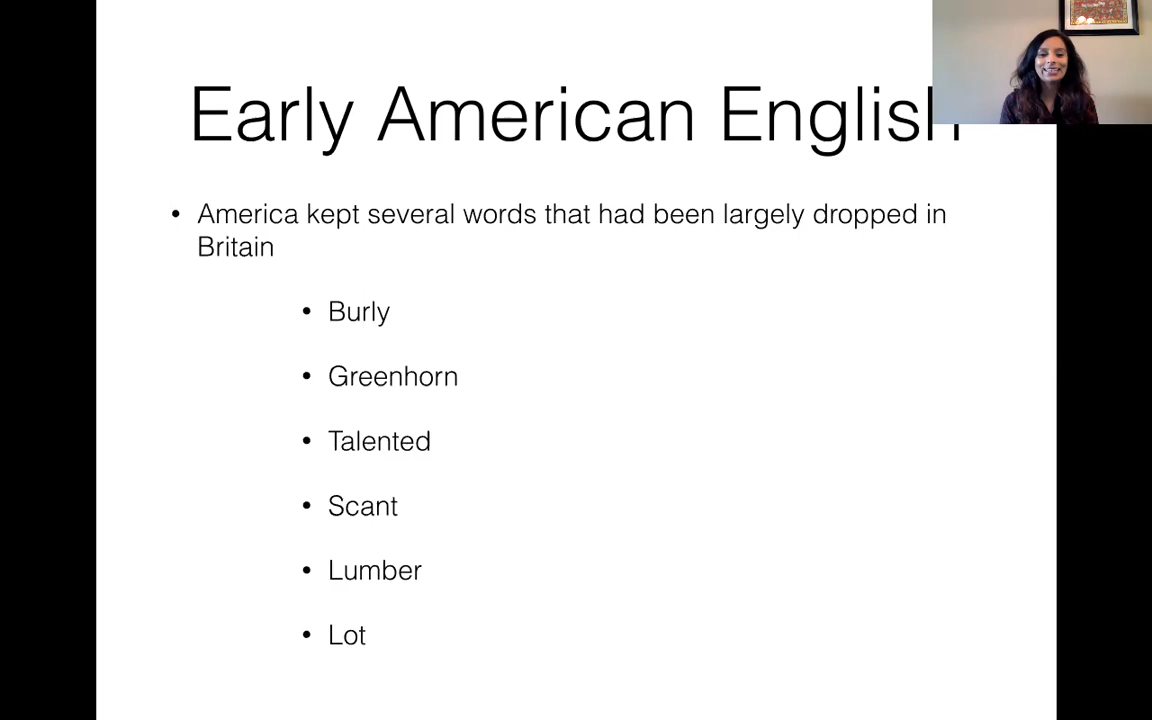 Early American English
• America kept several words that had been largely dropped in
Britain
• Burly
• Greenhorn
• Talented
• Scant
• Lumber
• Lot